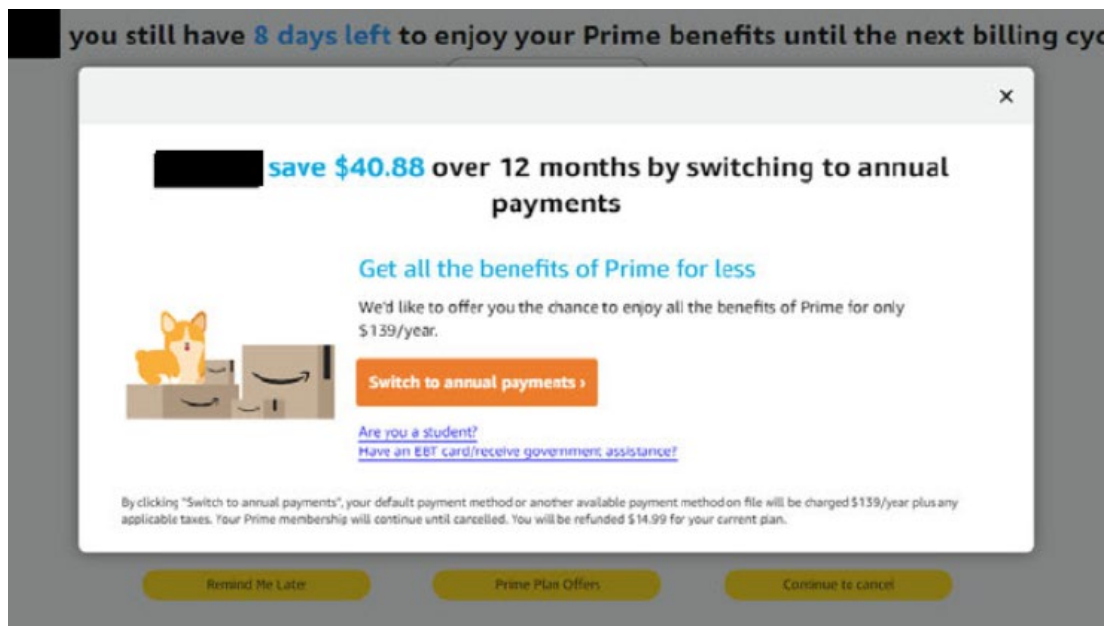 you still have 8 days left to enjoy your Prime benefits until the next billing cyc
×
save $40.88 over 12 months by switching to annual
payments
Get all the benefits of Prime for less
We'd like to offer you the chance to enjoy all the benefits of Prime for only
$139/year.
Switch to annual payments ›
Are you a student?
Have an EBT card/receive government assistance?
By clicking "Switch to annual payments", your default payment method or another available payment method on file will be charged $139/year plus any
applicable taxes. Your Prime membership will continue until cancelled. You will be refunded $14.99 for your current plan.
Remind Me Later
Prime Plan Offers
Continue to cancel